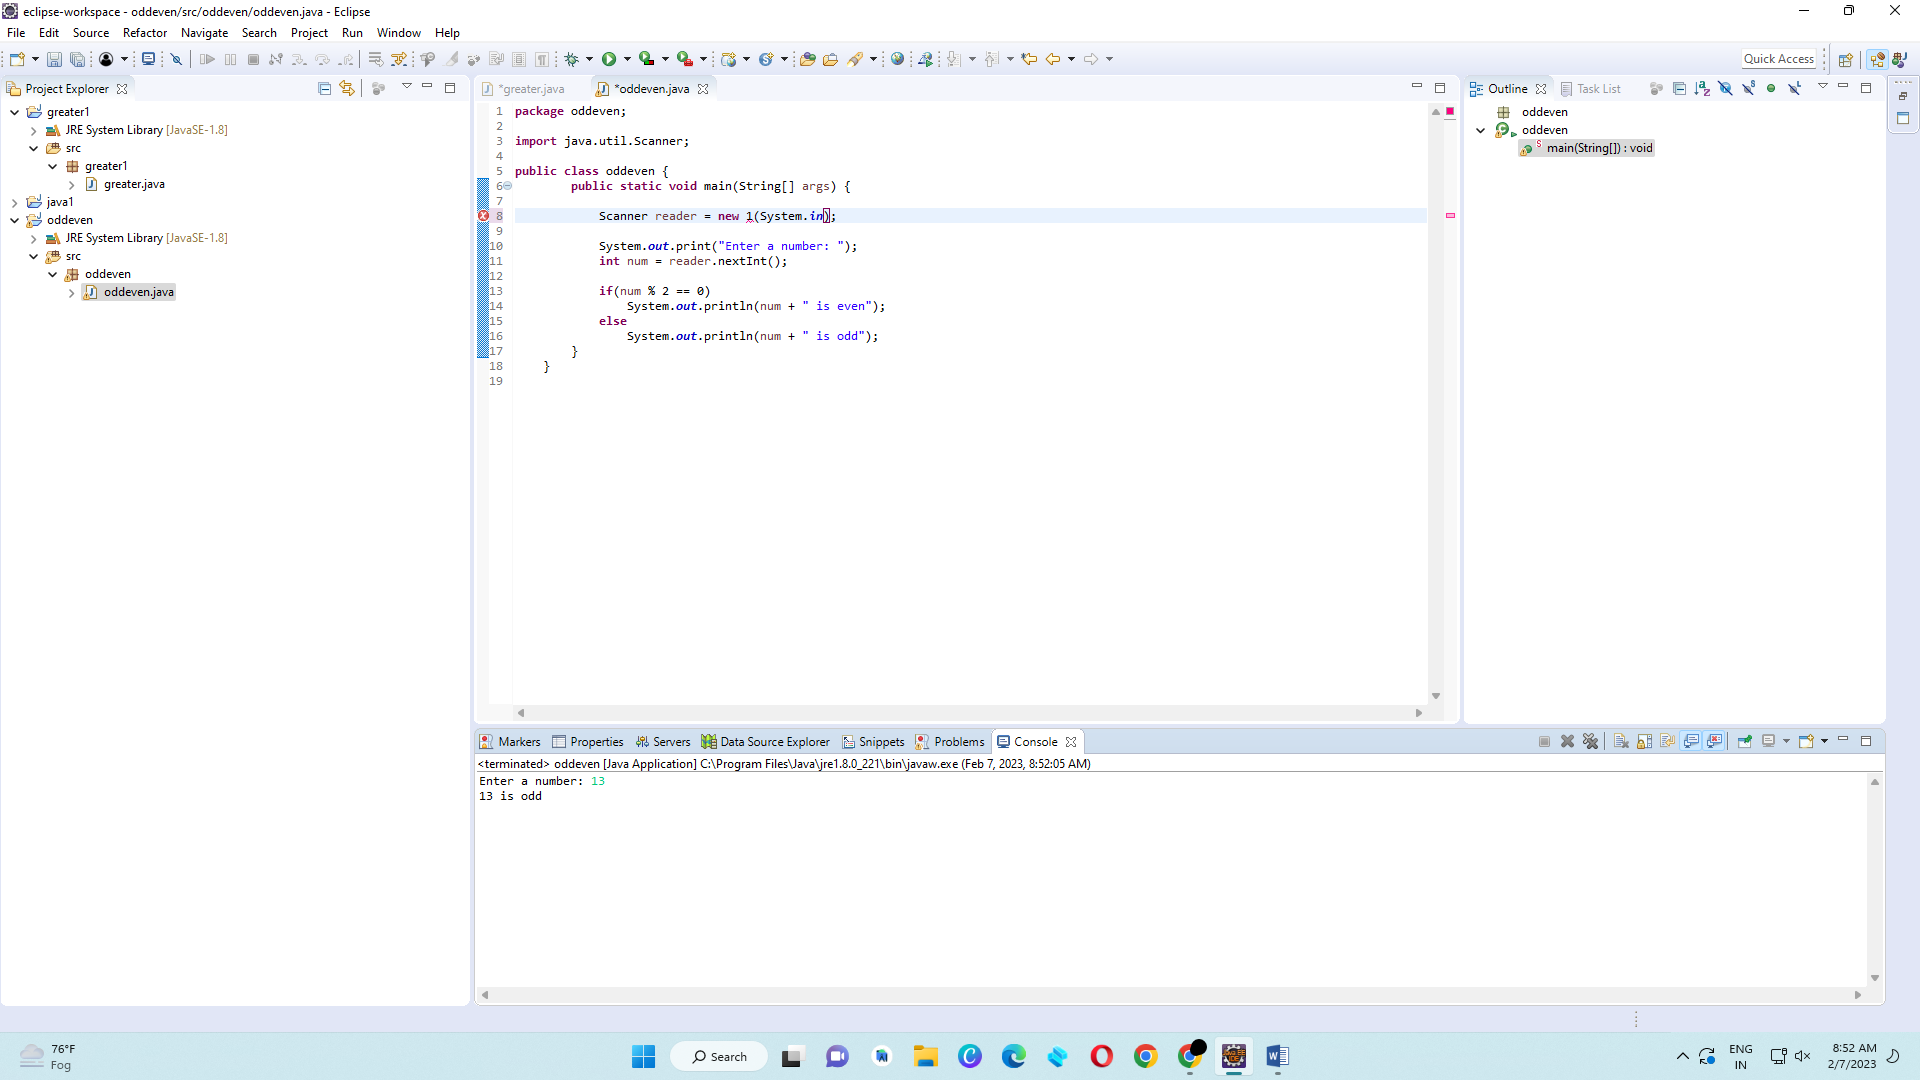 eclipse-workspace - oddeven/src/oddeven/oddeven.java - Eclipse
File Edit Source Refactor Navigate Search Project Run Window Help
Quick Access
Project Explorer
greater1
JRE System Library [JavaSE-1.8]
src
greater1
greater.java
java1
oddeven
JRE System Library [JavaSE-1.8]
src
oddeven
oddeven.java
*greater.java *oddeven.java
1 package oddeven;
2
3 import java.util.Scanner;
4
5 public class oddeven {
6 public static void main(String[] args) {
7
8 Scanner reader = new 1(System.in);
9
10 System.out.print("Enter a number: ");
11 int num = reader.nextInt();
12
13 if(num % 2 == 0)
14 System.out.println(num + " is even");
15 else
16 System.out.println(num + " is odd");
17 }
18 }
19
Outline Task List
oddeven
oddeven
main(String[]) : void
Markers Properties Servers Data Source Explorer Snippets Problems Console
<terminated> oddeven [Java Application] C:\Program Files\Java\jre1.8.0_221\bin\javaw.exe (Feb 7, 2023, 8:52:05 AM)
Enter a number: 13
13 is odd
76°F
Fog
Search
ENG
IN
8:52 AM
2/7/2023